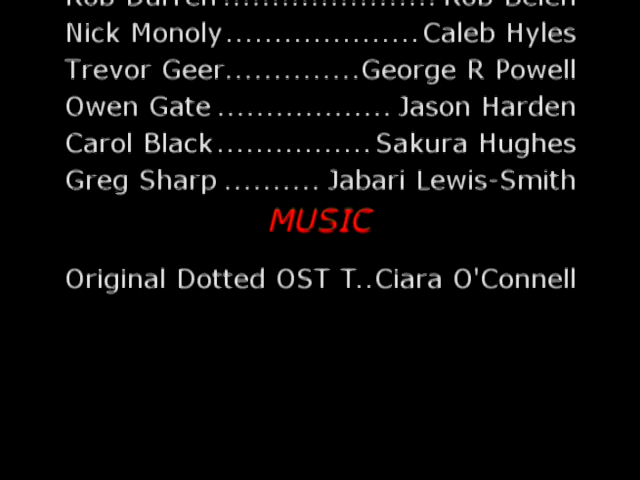 Nick Monoly....................Caleb Hyles
Trevor Geer..............George R Powell
Owen Gate .................. Jason Harden
Carol Black................ Sakura Hughes
Greg Sharp .......... Jabari Lewis-Smith
MUSIC
Original Dotted OST T..Ciara O'Connell